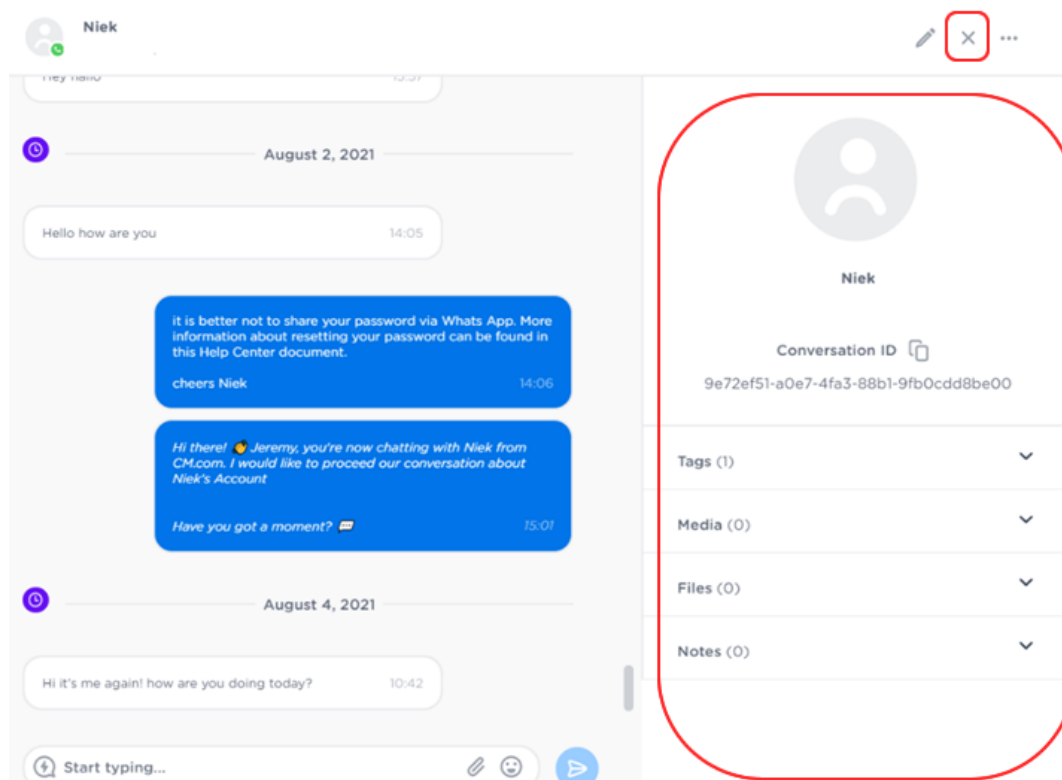 Niek
Hey hallo 13:37
August 2, 2021
Hello how are you 14:05
it is better not to share your password via Whats App. More
information about resetting your password can be found in
this Help Center document.
cheers Niek 14:06
Hi there! 👋 Jeremy, you're now chatting with Niek from
CM.com. I would like to proceed our conversation about
Niek's Account
Have you got a moment? 💬 15:01
August 4, 2021
Hi it's me again! how are you doing today? 10:42
Start typing...
Niek
Conversation ID
9e72ef51-a0e7-4fa3-88b1-9fb0cdd8be00
Tags (1)
Media (0)
Files (0)
Notes (0)